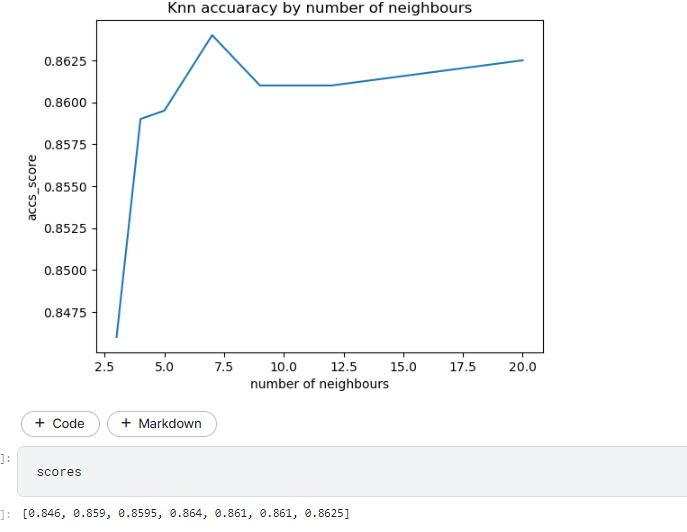 Knn accuaracy by number of neighbours
accs_score
0.8625
0.8600
0.8575
0.8550
0.8525
0.8500
0.8475
2.5 5.0 7.5 10.0 12.5 15.0 17.5 20.0
number of neighbours
+ Code + Markdown
]: scores
]: [0.846, 0.859, 0.8595, 0.864, 0.861, 0.861, 0.8625]